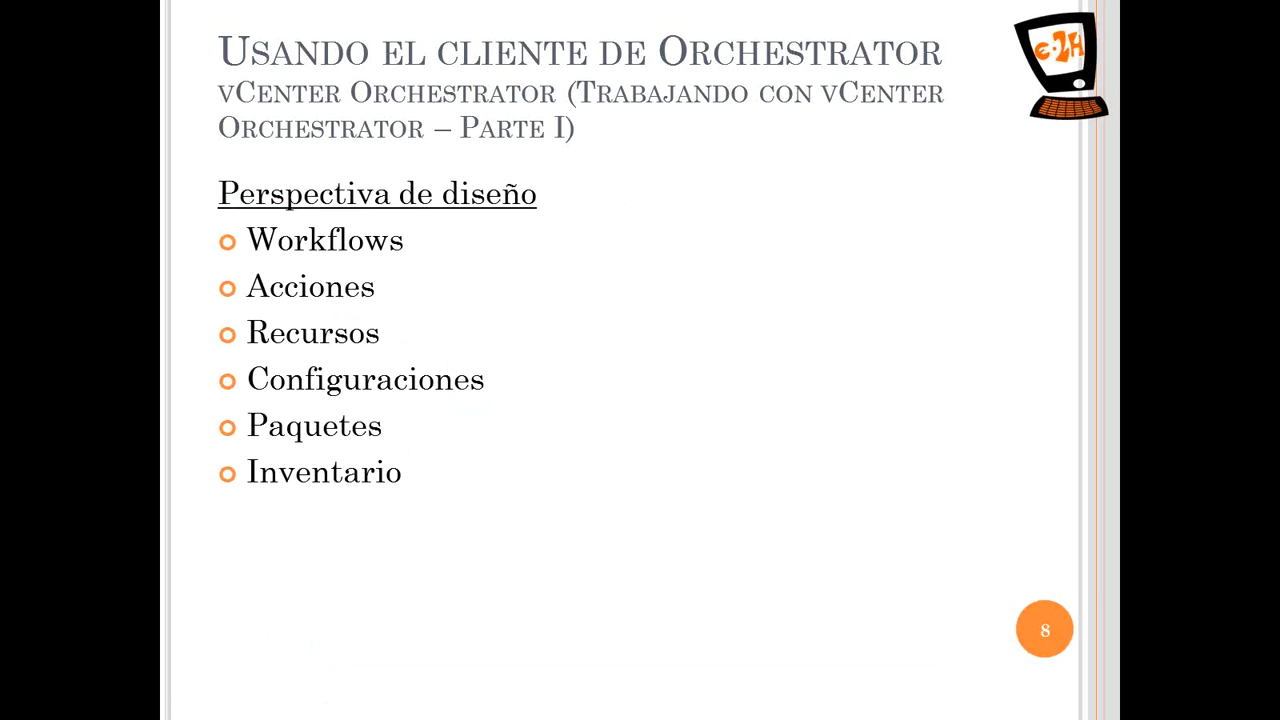 Usando el cliente de Orchestrator
vCenter Orchestrator (Trabajando con vCenter
Orchestrator – Parte I)
e-2H
Perspectiva de diseño
Workflows
Acciones
Recursos
Configuraciones
Paquetes
Inventario
8